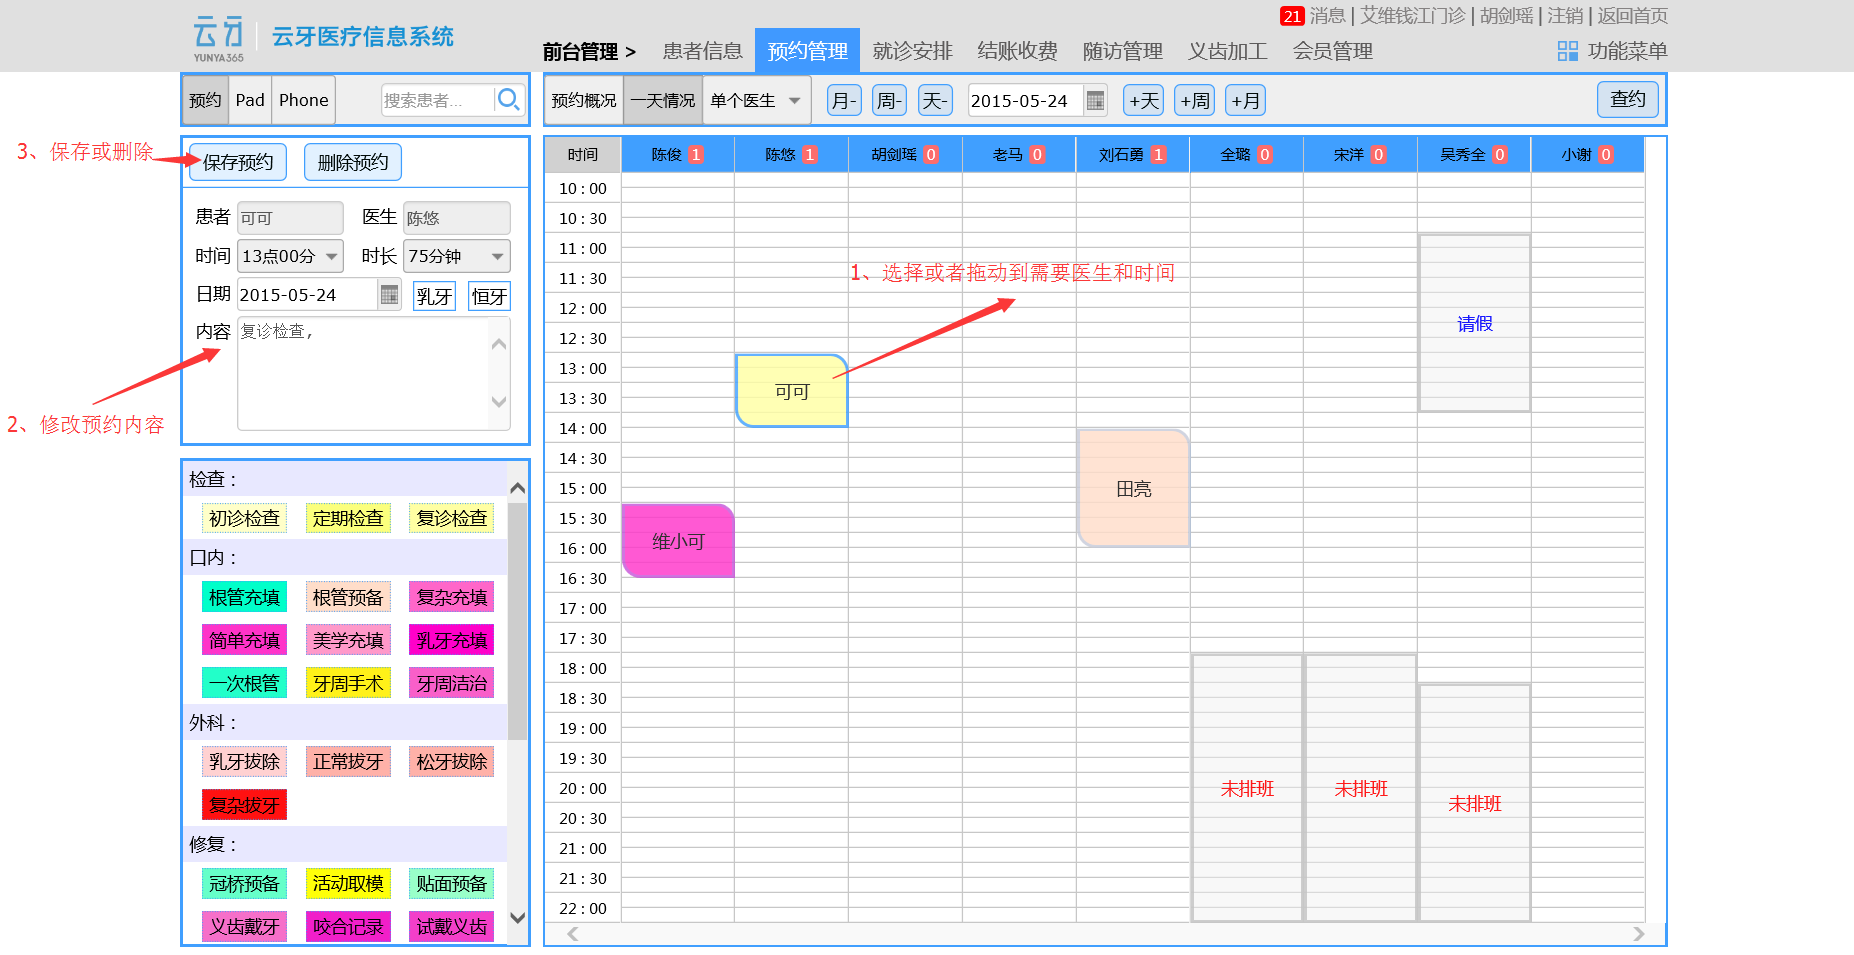 云牙 YUNYA365 云牙医疗信息系统
21 消息 | 艾维钱江门诊 | 胡剑瑶 | 注销 | 返回首页
前台管理 > 患者信息 预约管理 就诊安排 结账收费 随访管理 义齿加工 会员管理 功能菜单
预约 Pad Phone 搜索患者...
预约概况 一天情况 单个医生 月- 周- 天- 2015-05-24 +天 +周 +月 查约
3、保存或删除
保存预约 删除预约
患者 可可 医生 陈悠
时间 13点00分 时长 75分钟
日期 2015-05-24 乳牙 恒牙
内容 复诊检查,
2、修改预约内容
检查：
初诊检查 定期检查 复诊检查
口内：
根管充填 根管预备 复杂充填
简单充填 美学充填 乳牙充填
一次根管 牙周手术 牙周洁治
外科：
乳牙拔除 正常拔牙 松牙拔除
复杂拔牙
修复：
冠桥预备 活动取模 贴面预备
义齿戴牙 咬合记录 试戴义齿
时间 陈俊 1 陈悠 1 胡剑瑶 0 老马 0 刘石勇 1 全璐 0 宋洋 0 吴秀全 0 小谢 0
10：00
10：30
11：00
11：30
12：00
12：30
13：00
13：30
14：00
14：30
15：00
15：30
16：00
16：30
17：00
17：30
18：00
18：30
19：00
19：30
20：00
20：30
21：00
21：30
22：00
1、选择或者拖动到需要医生和时间
请假
可可
田亮
维小可
未排班
未排班
未排班